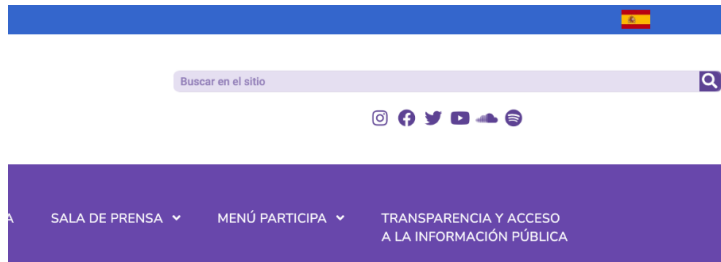 Buscar en el sitio
A
SALA DE PRENSA
MENÚ PARTICIPA
TRANSPARENCIA Y ACCESO
A LA INFORMACIÓN PÚBLICA